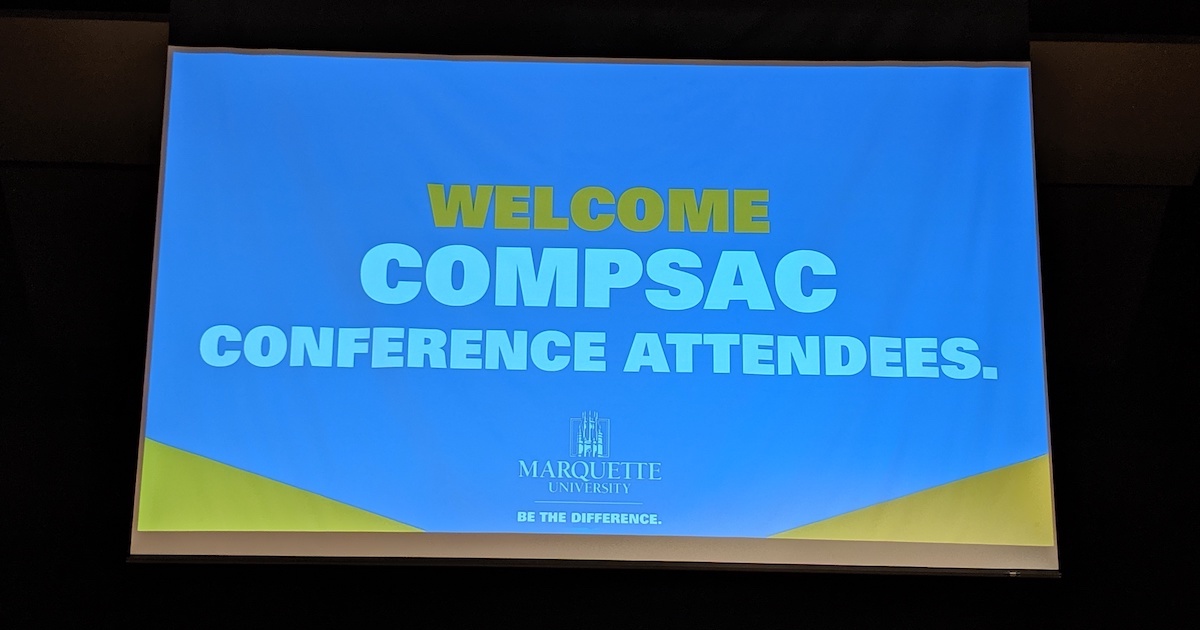 WELCOME
COMPSAC
CONFERENCE ATTENDEES.
MARQUETTE
UNIVERSITY
BE THE DIFFERENCE.